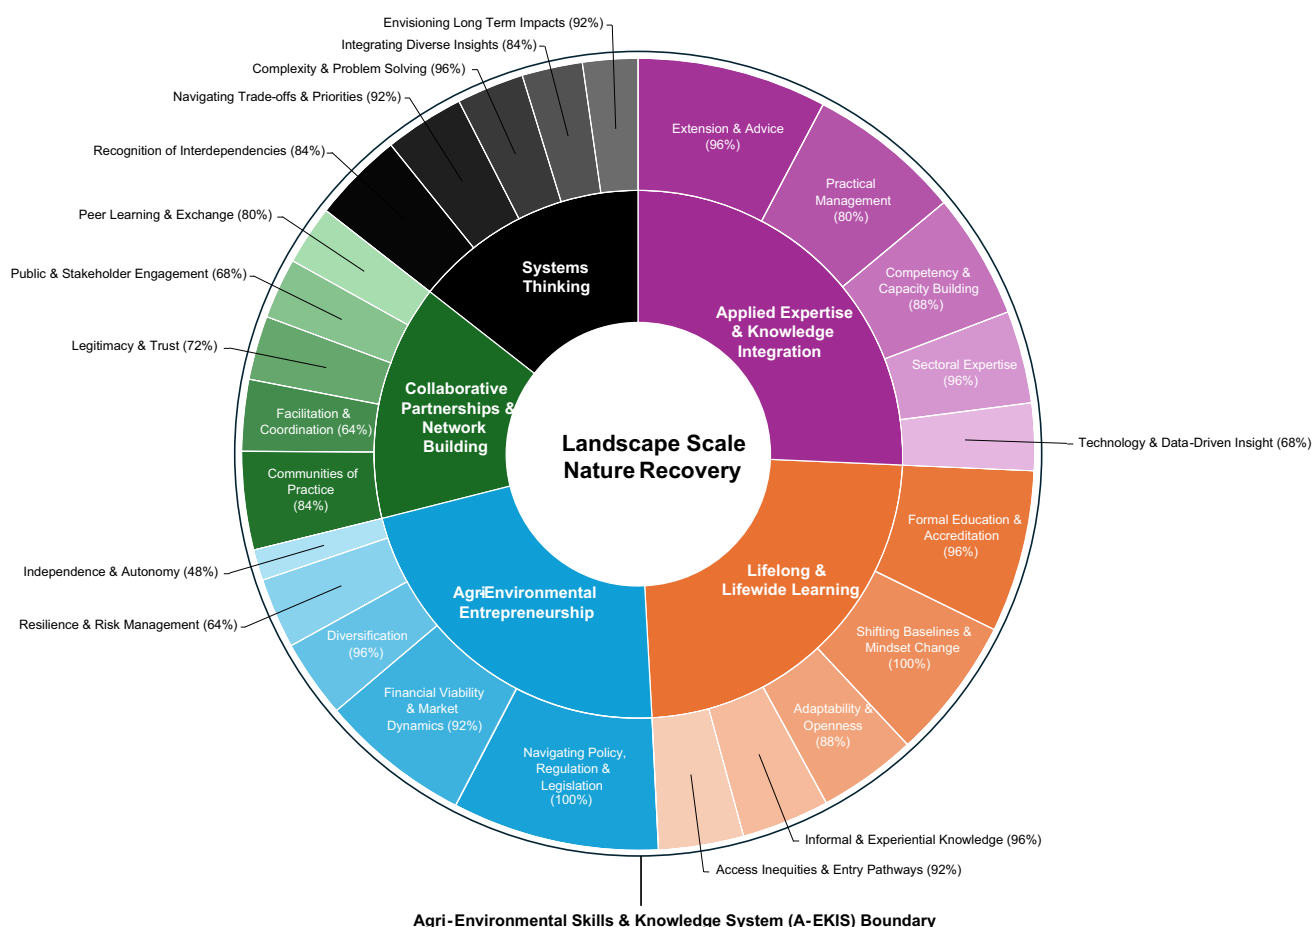 Envisioning Long Term Impacts (92%)
Integrating Diverse Insights (84%)
Complexity & Problem Solving (96%)
Navigating Trade-offs & Priorities (92%)
Recognition of Interdependencies (84%)
Peer Learning & Exchange (80%)
Public & Stakeholder Engagement (68%)
Legitimacy & Trust (72%)
Facilitation &
Coordination (64%)
Communities of
Practice
(84%)
Independence & Autonomy (48%)
Resilience & Risk Management (64%)
Diversification
(96%)
Financial Viability
& Market
Dynamics (92%)
Navigating Policy,
Regulation &
Legislation
(100%)
Extension & Advice
(96%)
Practical
Management
(80%)
Competency &
Capacity Building
(88%)
Sectoral Expertise
(96%)
Technology & Data-Driven Insight (68%)
Formal Education &
Accreditation
(96%)
Shifting Baselines &
Mindset Change
(100%)
Adaptability &
Openness
(88%)
Informal & Experiential Knowledge (96%)
Access Inequities & Entry Pathways (92%)
Systems
Thinking
Applied Expertise
& Knowledge
Integration
Collaborative
Partnerships &
Network
Building
Landscape Scale
Nature Recovery
Lifelong &
Lifewide Learning
Agri-Environmental
Entrepreneurship
Agri-Environmental Skills & Knowledge System (A-EKIS) Boundary